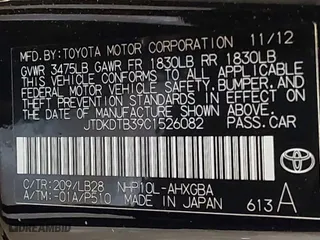 MFD.BY:TOYOTA MOTOR CORPORATION 11/12
GVWR 3475LB GAWR FR 1830LB RR 1830LB
THIS VEHICLE CONFORMS TO ALL APPLICABLE
FEDERAL MOTOR VEHICLE SAFETY, BUMPER, AND
THEFT PREVENTION STANDARDS IN EFFECT ON
THE DATE OF MANUFACTURE SHOWN ABOVE.
JTDKDTB39C1526082 PASS.CAR
C/TR:209/LB28 NHP10L-AHXGBA
A/TM:-01A/P510 MADE IN JAPAN
TOYOTA
613 A